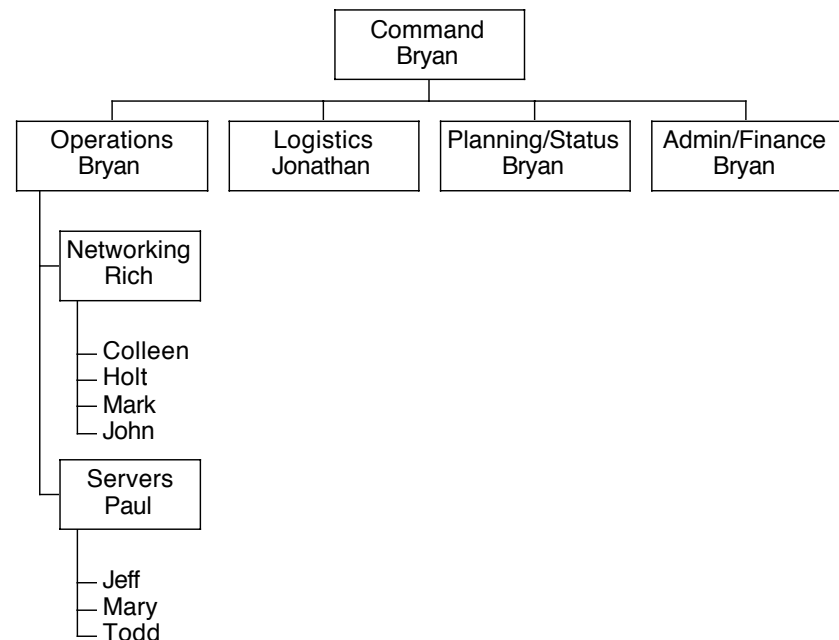 Command
Bryan
Operations
Bryan
Logistics
Jonathan
Planning/Status
Bryan
Admin/Finance
Bryan
Networking
Rich
Colleen
Holt
Mark
John
Servers
Paul
Jeff
Mary
Todd